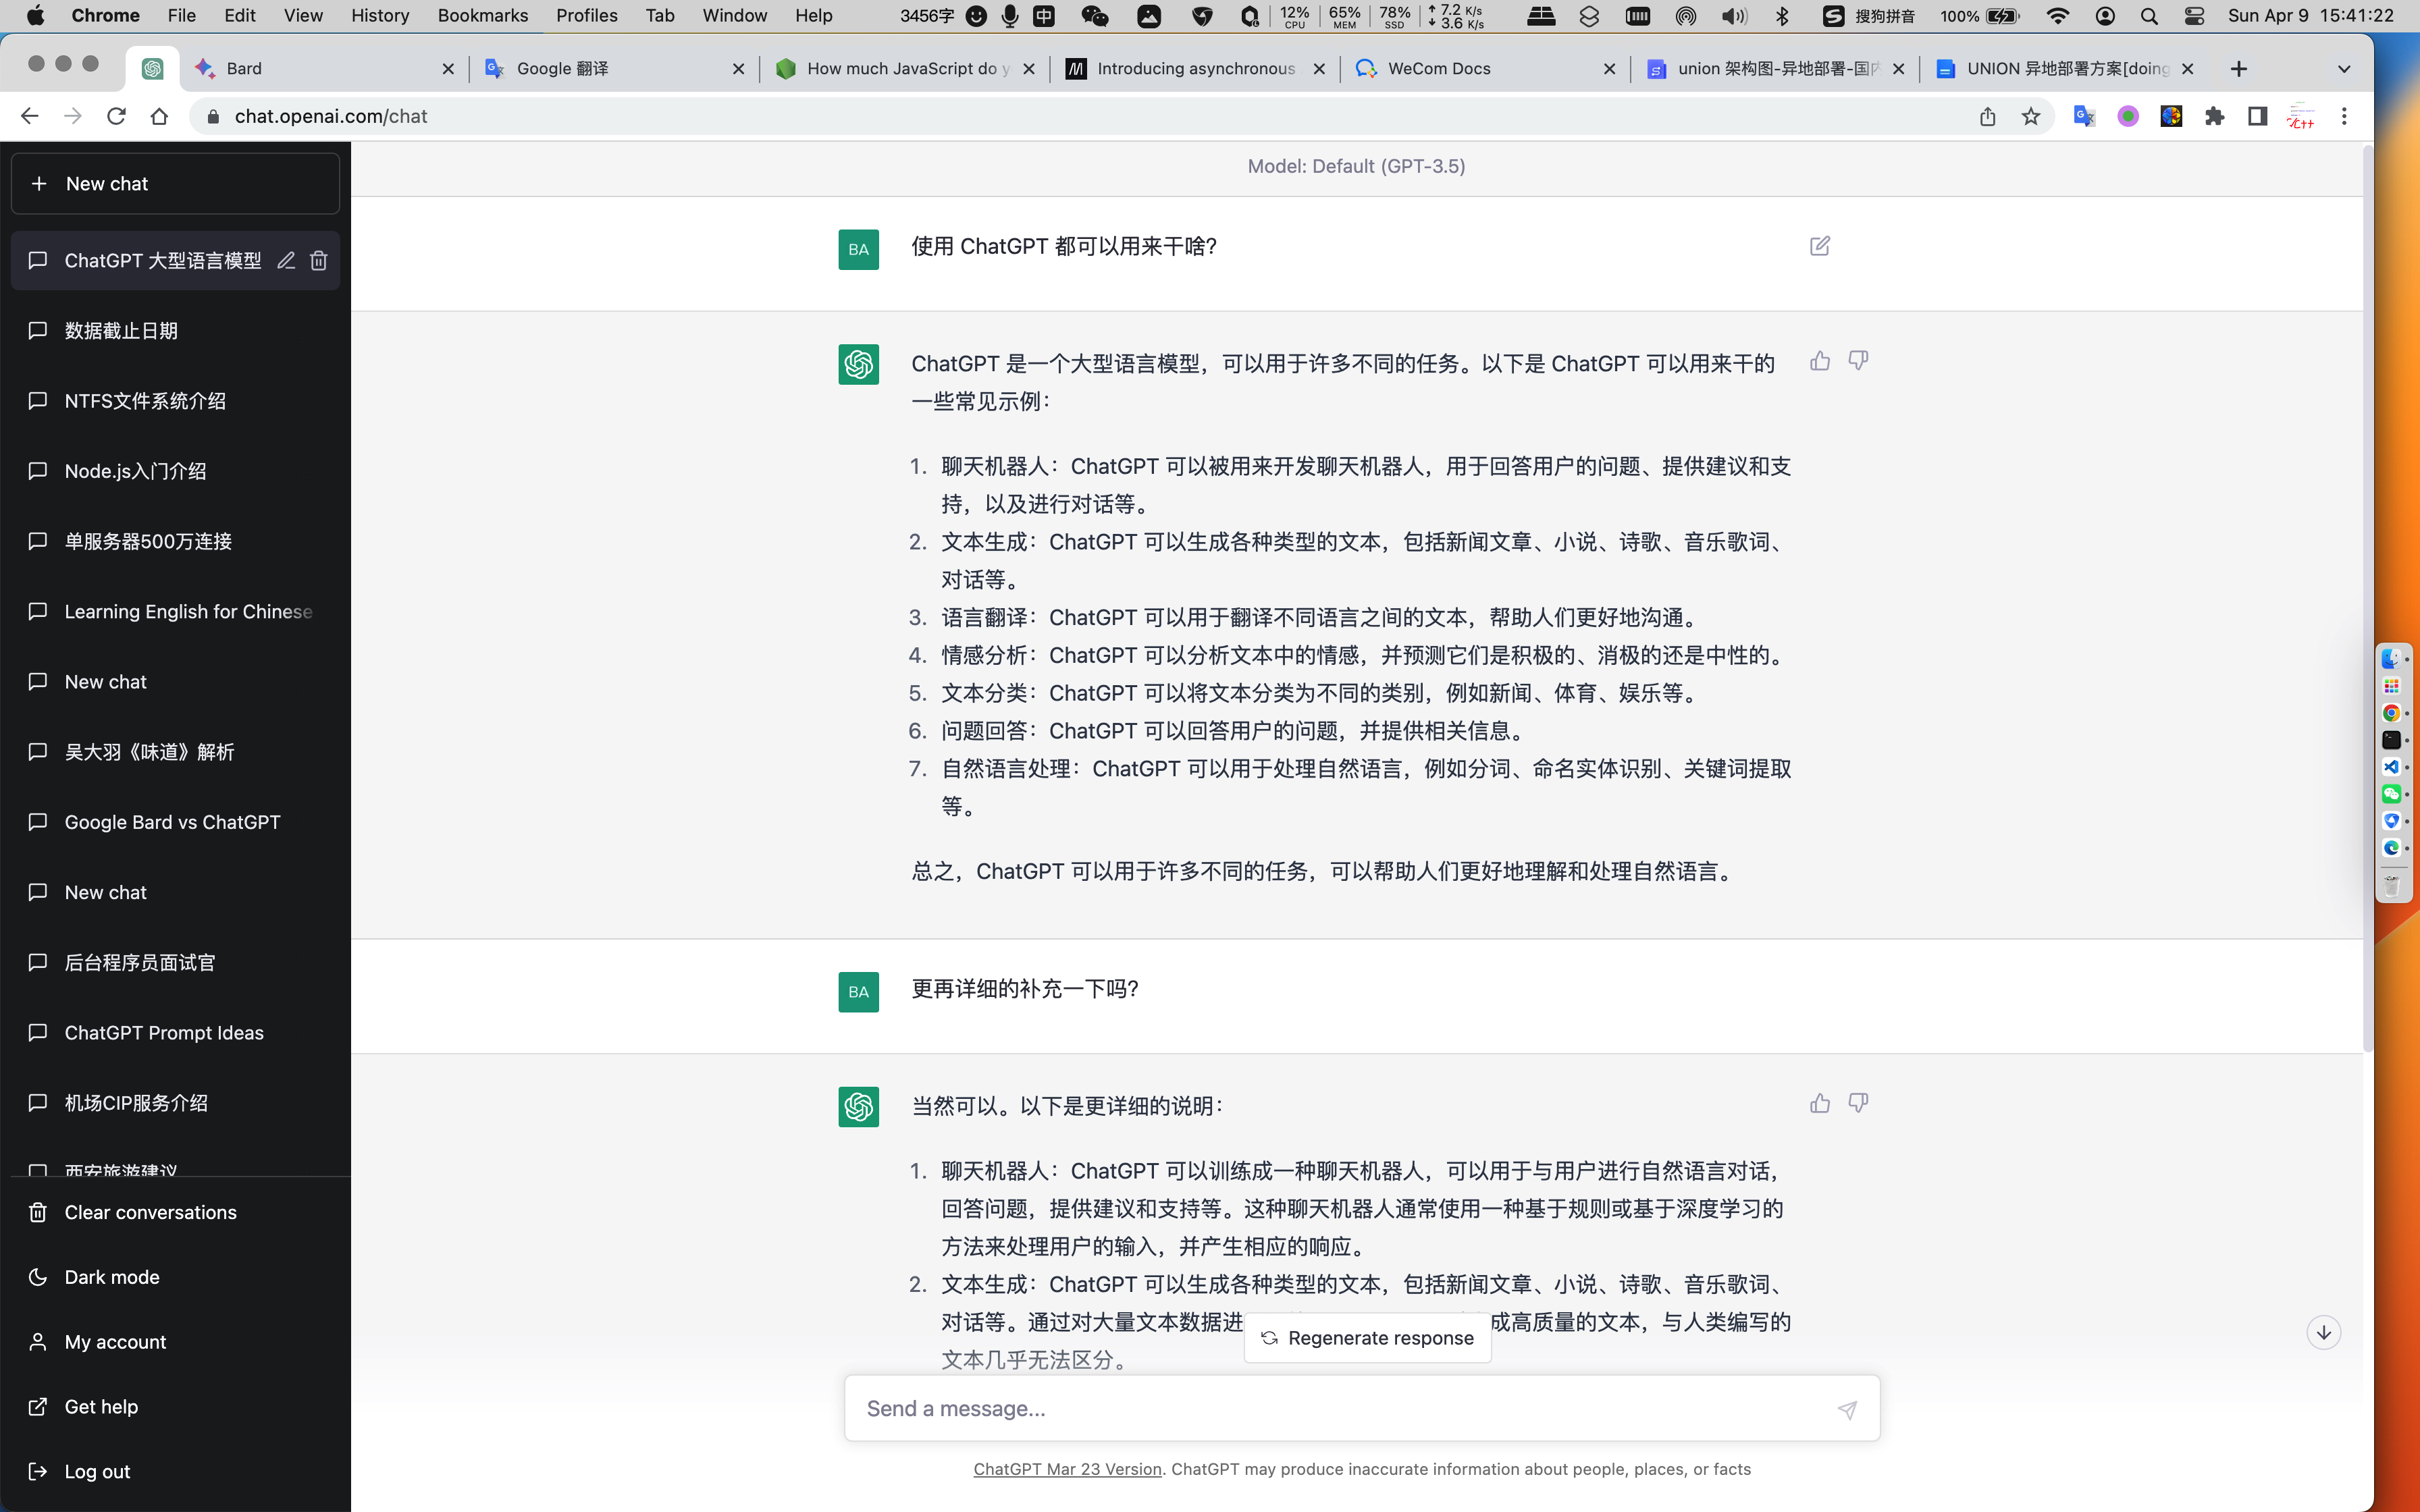 Chrome File Edit View History Bookmarks Profiles Tab Window Help 3456字 中 12% CPU 65% MEM 78% SSD 7.2 K/s 3.6 K/s 搜狗拼音 100% Sun Apr 9 15:41:22
Bard Google 翻译 How much JavaScript do y Introducing asynchronous WeCom Docs union 架构图-异地部署-国内 UNION 异地部署方案[doing
chat.openai.com/chat
New chat
ChatGPT 大型语言模型
数据截止日期
NTFS文件系统介绍
Node.js入门介绍
单服务器500万连接
Learning English for Chinese
New chat
吴大羽《味道》解析
Google Bard vs ChatGPT
New chat
后台程序员面试官
ChatGPT Prompt Ideas
机场CIP服务介绍
西安旅游建议
Clear conversations
Dark mode
My account
Get help
Log out
Model: Default (GPT-3.5)
BA 使用 ChatGPT 都可以用来干啥?
ChatGPT 是一个大型语言模型，可以用于许多不同的任务。以下是 ChatGPT 可以用来干的
一些常见示例：
1. 聊天机器人：ChatGPT 可以被用来开发聊天机器人，用于回答用户的问题、提供建议和支
持，以及进行对话等。
2. 文本生成：ChatGPT 可以生成各种类型的文本，包括新闻文章、小说、诗歌、音乐歌词、
对话等。
3. 语言翻译：ChatGPT 可以用于翻译不同语言之间的文本，帮助人们更好地沟通。
4. 情感分析：ChatGPT 可以分析文本中的情感，并预测它们是积极的、消极的还是中性的。
5. 文本分类：ChatGPT 可以将文本分类为不同的类别，例如新闻、体育、娱乐等。
6. 问题回答：ChatGPT 可以回答用户的问题，并提供相关信息。
7. 自然语言处理：ChatGPT 可以用于处理自然语言，例如分词、命名实体识别、关键词提取
等。
总之，ChatGPT 可以用于许多不同的任务，可以帮助人们更好地理解和处理自然语言。
BA 更再详细的补充一下吗?
当然可以。以下是更详细的说明：
1. 聊天机器人：ChatGPT 可以训练成一种聊天机器人，可以用于与用户进行自然语言对话，
回答问题，提供建议和支持等。这种聊天机器人通常使用一种基于规则或基于深度学习的
方法来处理用户的输入，并产生相应的响应。
2. 文本生成：ChatGPT 可以生成各种类型的文本，包括新闻文章、小说、诗歌、音乐歌词、
对话等。通过对大量文本数据进 成高质量的文本，与人类编写的
文本几乎无法区分。
Regenerate response
Send a message...
ChatGPT Mar 23 Version. ChatGPT may produce inaccurate information about people, places, or facts